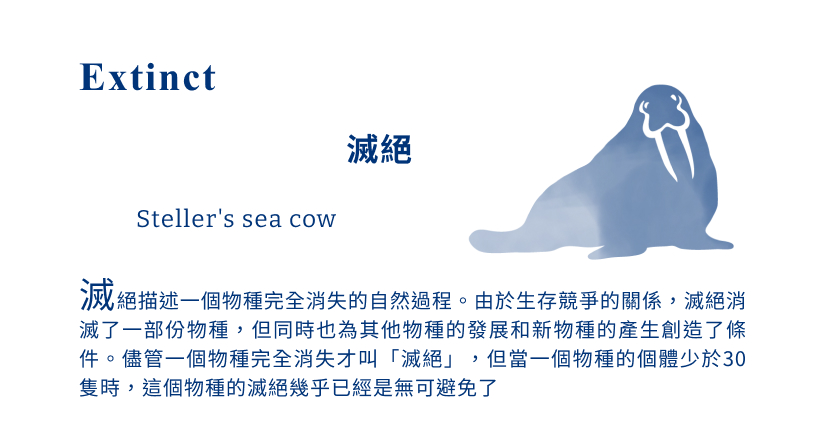 Extinct
滅絕
Steller's sea cow
滅絕描述一個物種完全消失的自然過程。由於生存競爭的關係，滅絕消
滅了一部份物種，但同時也為其他物種的發展和新物種的產生創造了條
件。儘管一個物種完全消失才叫「滅絕」，但當一個物種的個體少於30
隻時，這個物種的滅絕幾乎已經是無可避免了